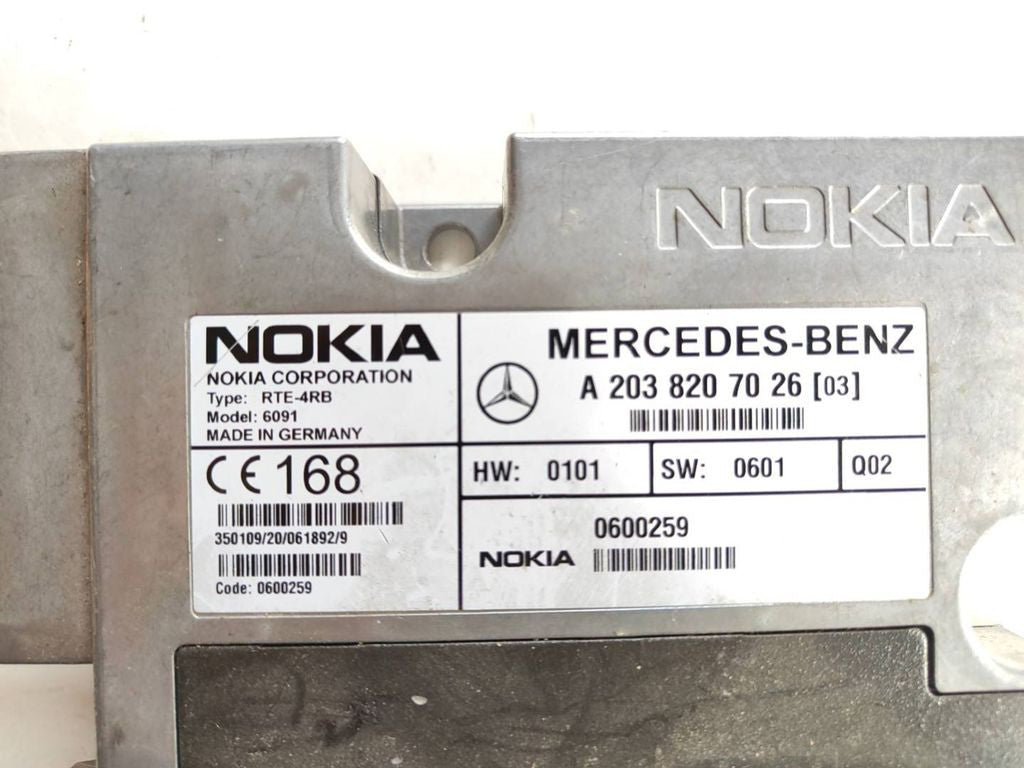 NOKIA
NOKIA
NOKIA CORPORATION
Type: RTE-4RB
Model: 6091
MADE IN GERMANY
CE 168
350109/20/061892/9
Code: 0600259
MERCEDES-BENZ
A 203 820 70 26 [03]
HW: 0101 SW: 0601 Q02
0600259
NOKIA